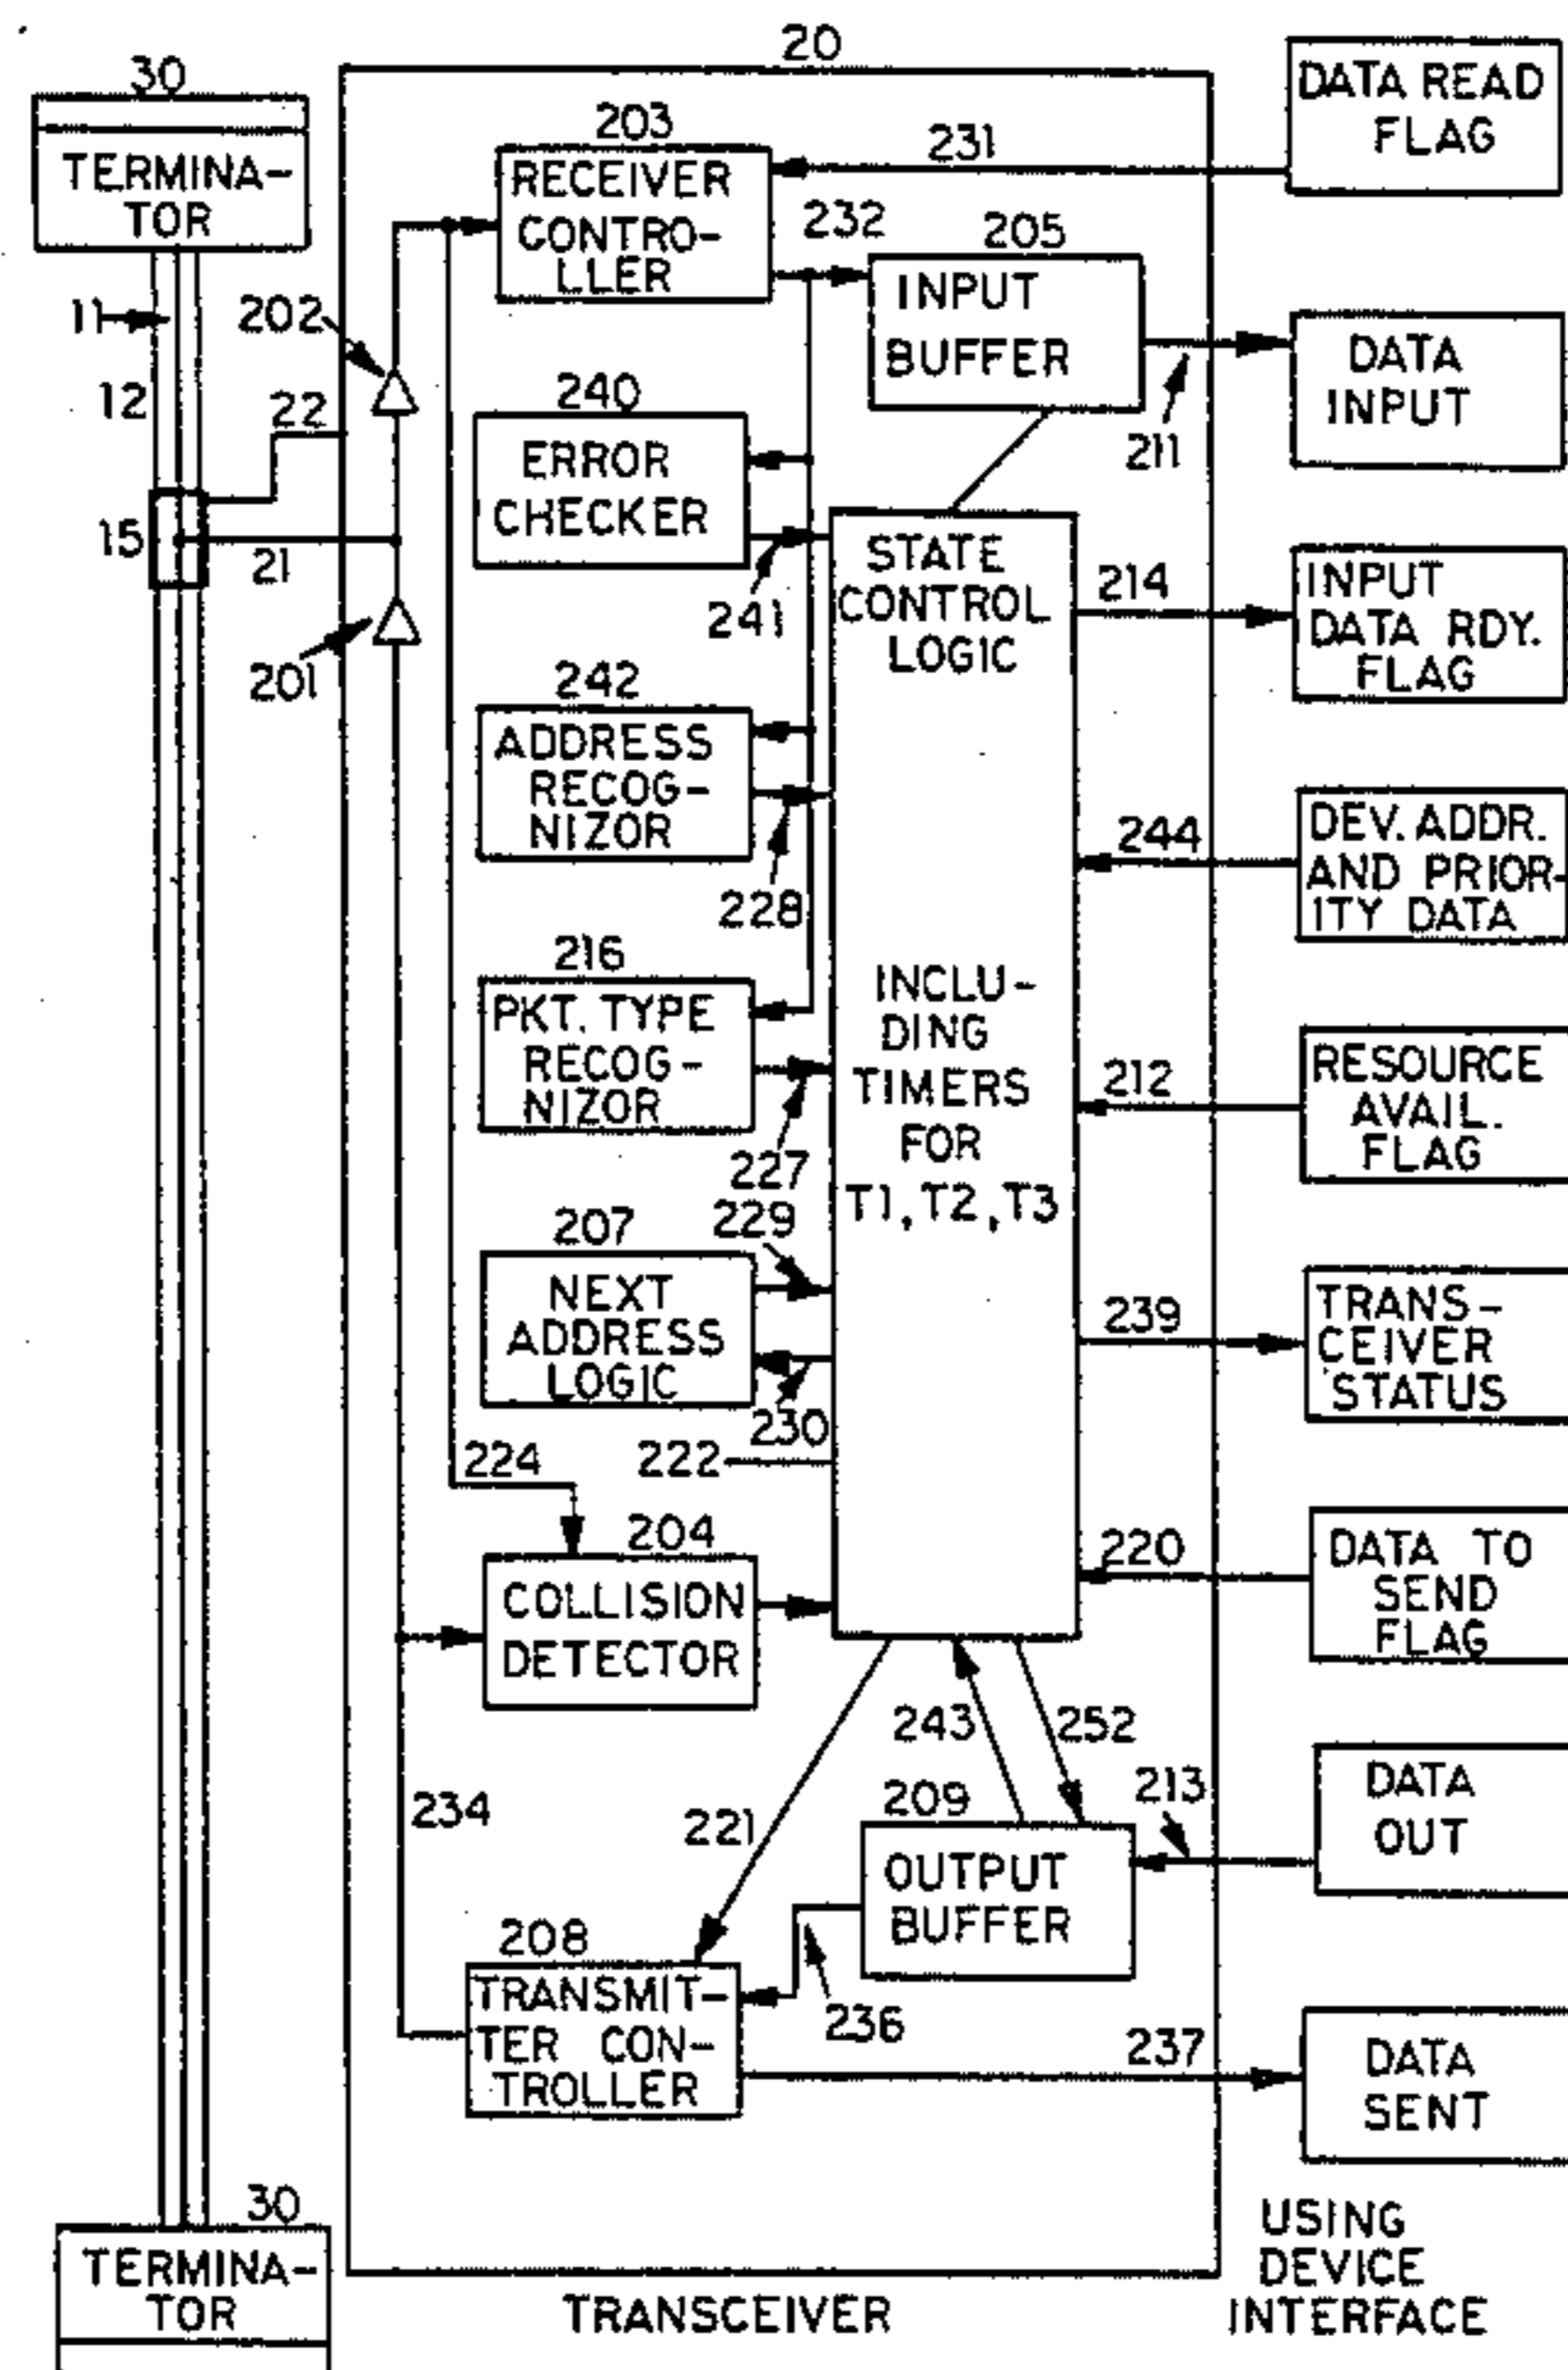 20
30
TERMINA-
TOR
11
12
15
22
21
202
201
203
RECEIVER
CONTRO-
LLER
231
232
205
INPUT
BUFFER
211
240
ERROR
CHECKER
241
242
ADDRESS
RECOG-
NIZOR
228
216
PKT. TYPE
RECOG-
NIZOR
227
229
207
NEXT
ADDRESS
LOGIC
230
222
224
204
COLLISION
DETECTOR
STATE
CONTROL
LOGIC
INCLU-
DING
TIMERS
FOR
T1, T2, T3
214
244
212
239
220
243
252
213
221
209
OUTPUT
BUFFER
234
236
208
TRANSMIT-
TER CON-
TROLLER
237
DATA READ
FLAG
DATA
INPUT
INPUT
DATA RDY.
FLAG
DEV. ADDR.
AND PRIOR-
ITY DATA
RESOURCE
AVAIL.
FLAG
TRANS-
CEIVER
STATUS
DATA TO
SEND
FLAG
DATA
OUT
DATA
SENT
30
TERMINA-
TOR
TRANSCEIVER
USING
DEVICE
INTERFACE